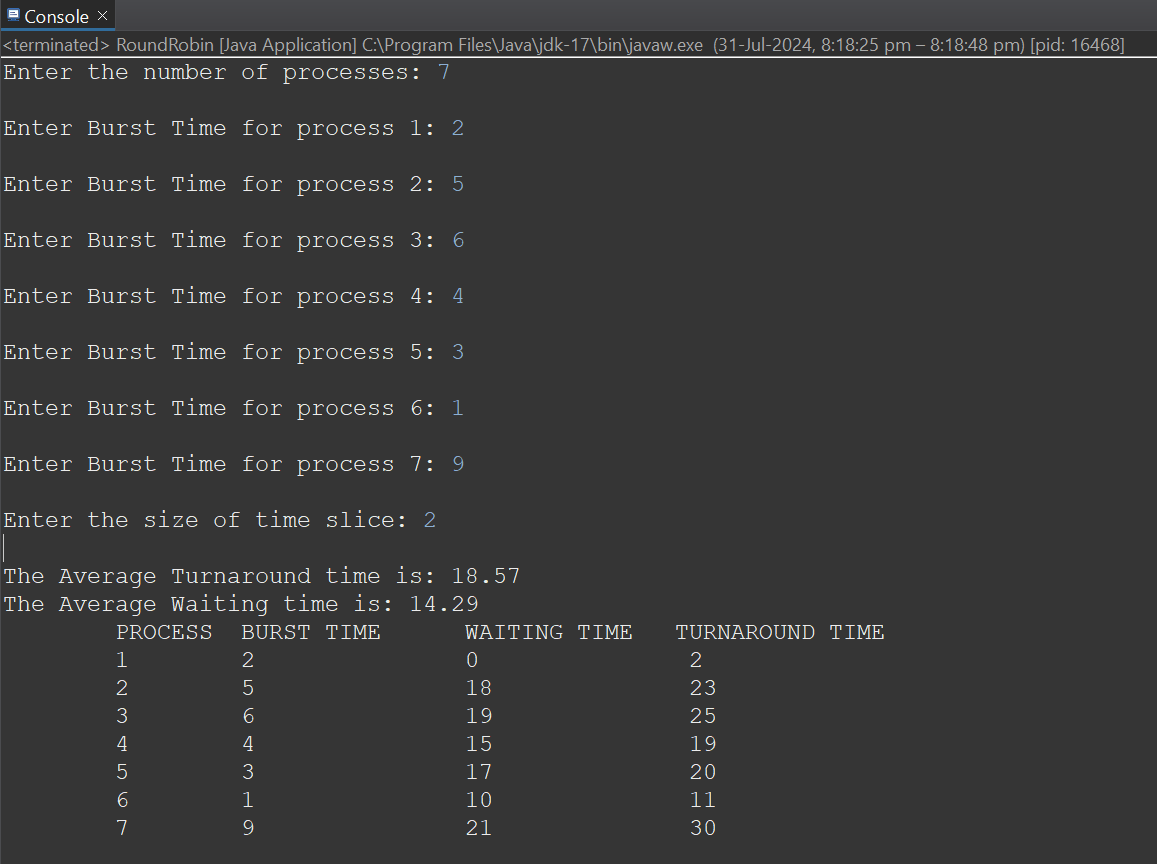 Console
<terminated> RoundRobin [Java Application] C:\Program Files\Java\jdk-17\bin\javaw.exe (31-Jul-2024, 8:18:25 pm – 8:18:48 pm) [pid: 16468]
Enter the number of processes: 7
Enter Burst Time for process 1: 2
Enter Burst Time for process 2: 5
Enter Burst Time for process 3: 6
Enter Burst Time for process 4: 4
Enter Burst Time for process 5: 3
Enter Burst Time for process 6: 1
Enter Burst Time for process 7: 9
Enter the size of time slice: 2
The Average Turnaround time is: 18.57
The Average Waiting time is: 14.29
PROCESS BURST TIME WAITING TIME TURNAROUND TIME
1 2 0 2
2 5 18 23
3 6 19 25
4 4 15 19
5 3 17 20
6 1 10 11
7 9 21 30